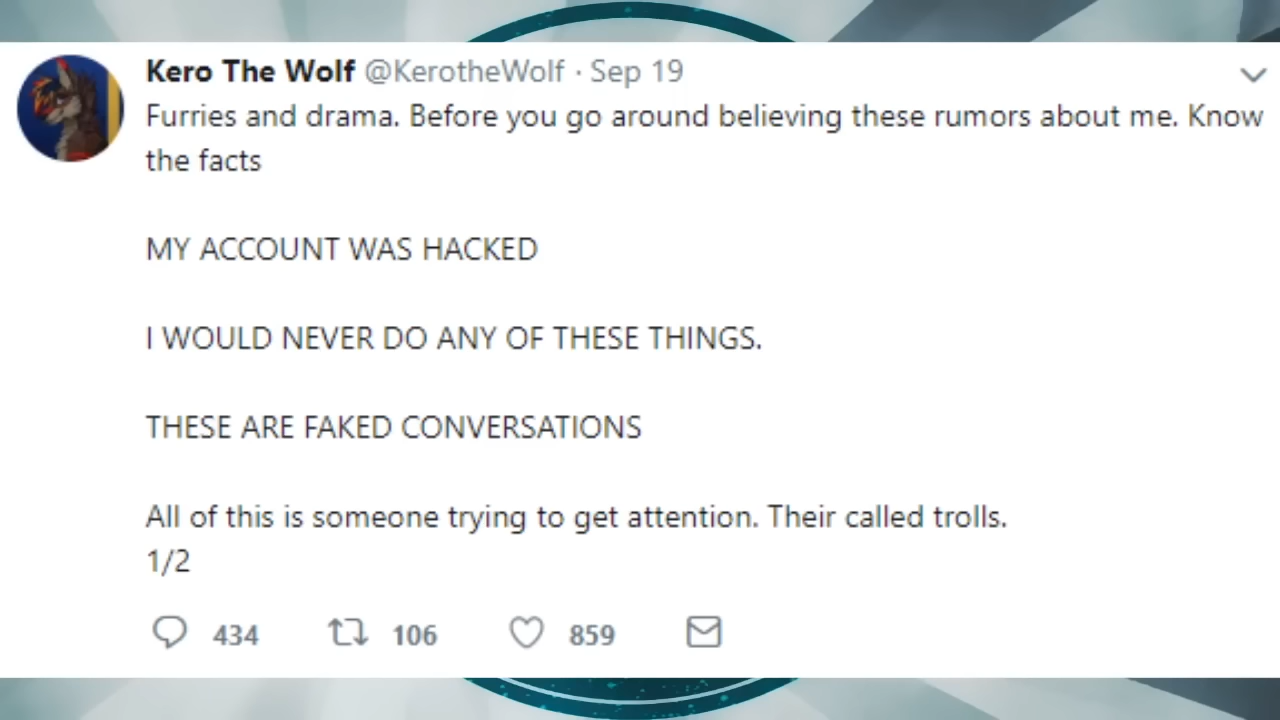 Kero The Wolf @KerotheWolf · Sep 19
Furries and drama. Before you go around believing these rumors about me. Know
the facts
MY ACCOUNT WAS HACKED
I WOULD NEVER DO ANY OF THESE THINGS.
THESE ARE FAKED CONVERSATIONS
All of this is someone trying to get attention. Their called trolls.
1/2
434 106 859